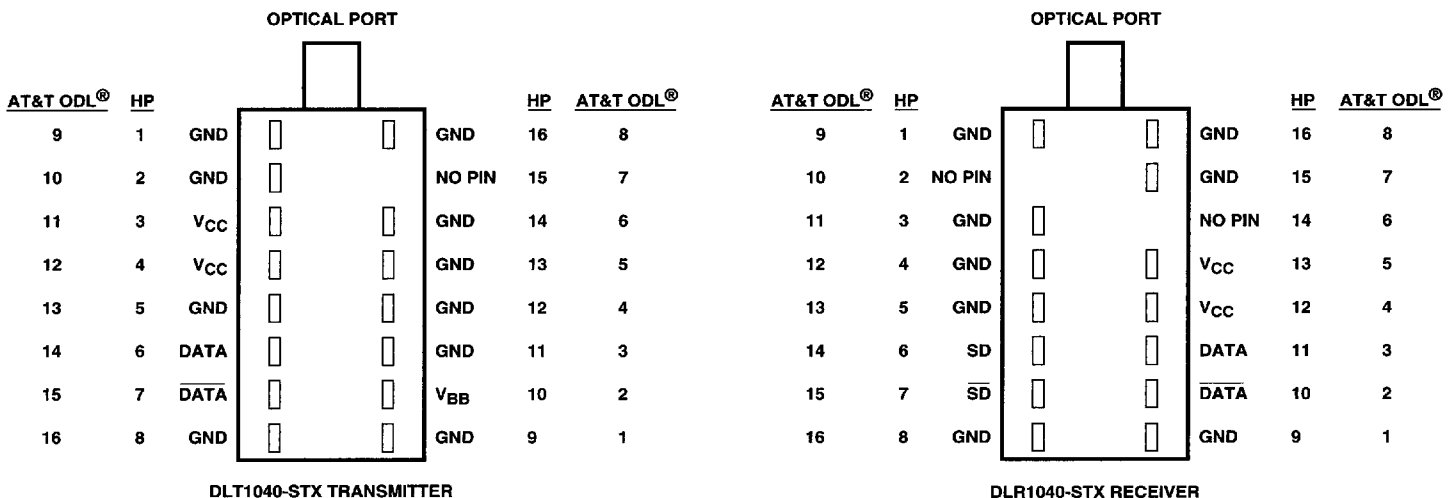 OPTICAL PORT
AT&T ODL® HP HP AT&T ODL®
9 1 GND GND 16 8
10 2 GND NO PIN 15 7
11 3 VCC GND 14 6
12 4 VCC GND 13 5
13 5 GND GND 12 4
14 6 DATA GND 11 3
15 7 D̅A̅T̅A̅ VBB 10 2
16 8 GND GND 9 1
DLT1040-STX TRANSMITTER
OPTICAL PORT
AT&T ODL® HP HP AT&T ODL®
9 1 GND GND 16 8
10 2 NO PIN GND 15 7
11 3 GND NO PIN 14 6
12 4 GND VCC 13 5
13 5 GND VCC 12 4
14 6 SD DATA 11 3
15 7 S̅D̅ D̅A̅T̅A̅ 10 2
16 8 GND GND 9 1
DLR1040-STX RECEIVER